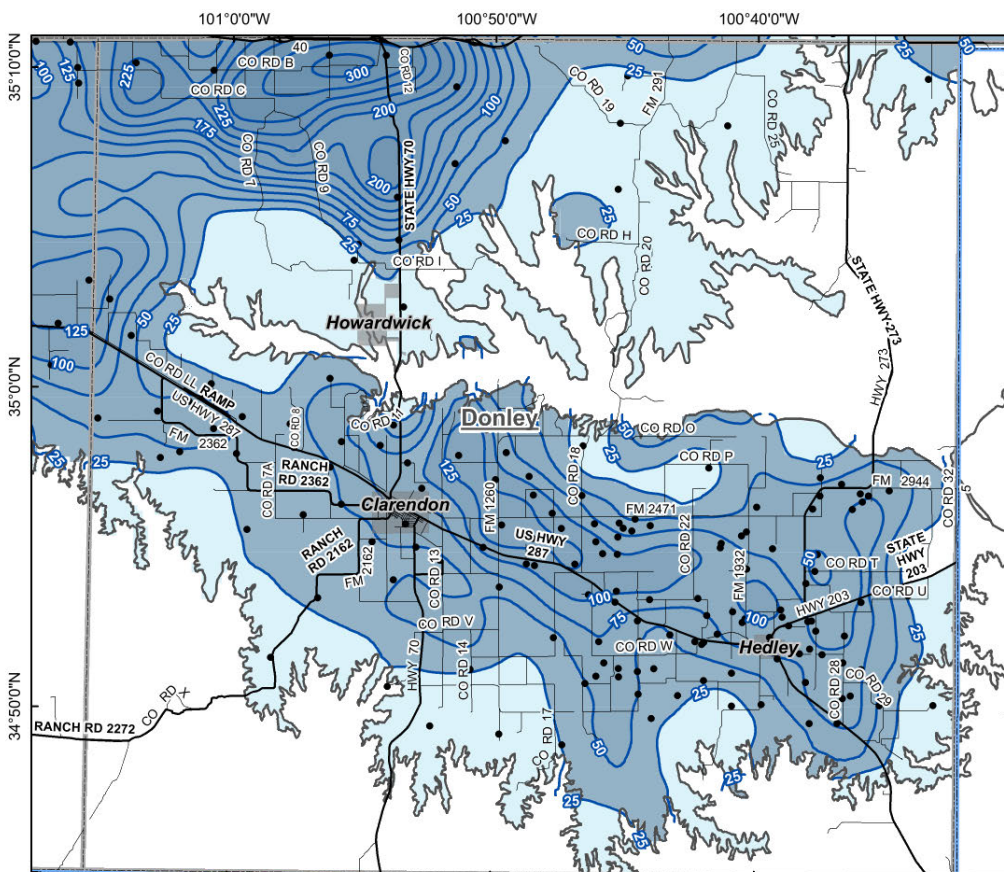 101°0'0"W
100°50'0"W
100°40'0"W
35°10'0"N
35°0'0"N
34°50'0"N
40
CO RD B
CO RD C
CO RD 12
CO RD 19
FM 291
CO RD 25
50
25
50
25
50
100
125
225
300
200
100
225
175
200
CO RD 7
CO RD 9
STATE HWY 70
75
25
25
25
CO RD H
CO RD I
CO RD 20
STATE HWY 273
HWY 273
Howardwick
50
25
125
100
CO RD LL
RAMP
US HWY 287
FM 2362
25
25
CO RD 8
CO RD 11
Donley
RANCH RD 2362
CO RD 7A
125
CO RD 18
50
25
CO RD O
CO RD P
25
FM 2944
CO RD 32
5
Clarendon
FM 1260
FM 2471
CO RD 22
US HWY 287
RANCH RD 2162
FM 2162
CO RD 13
FM 1932
50
CO RD T
STATE HWY 203
CO RD U
HWY 203
100
100
75
CO RD V
CO RD W
Hedley
25
CO RD 14
HWY 70
CO RD X
RANCH RD 2272
CO RD 17
50
25
CO RD 28
CO RD 29
25
25
25
25